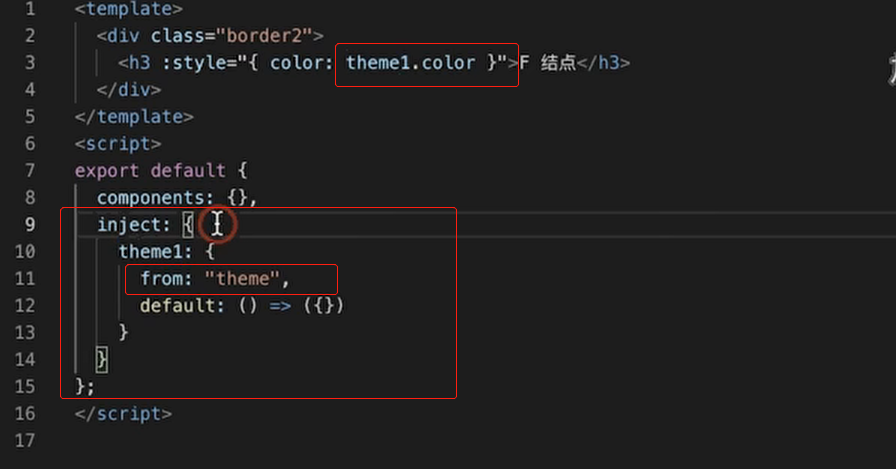 1 <template>
2 <div class="border2">
3 <h3 :style="{ color: theme1.color }">F 结点</h3>
4 </div>
5 </template>
6 <script>
7 export default {
8 components: {},
9 inject: {
10 theme1: {
11 from: "theme",
12 default: () => ({})
13 }
14 }
15 };
16 </script>
17